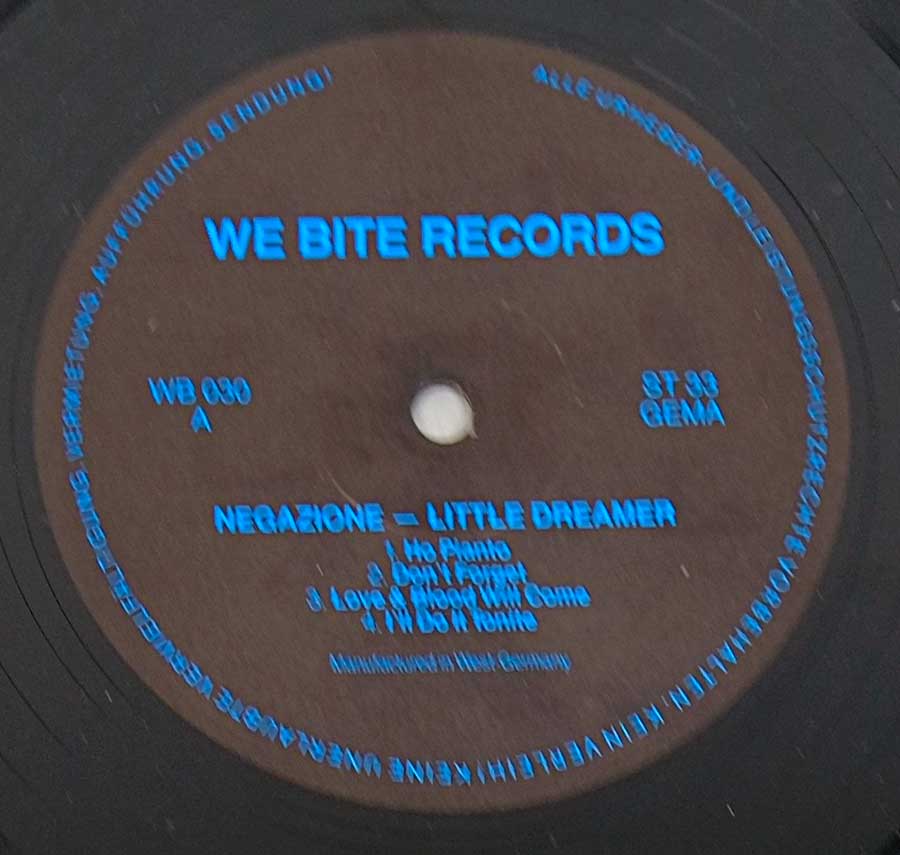 WE BITE RECORDS
WB 030
A
ST 33
GEMA
NEGAZIONE – LITTLE DREAMER
1. Ho Pianto
2. Don't Forget
3. Love & Blood Will Come
4. I'll Do It Tonite
Manufactured in West-Germany
ALLE URHEBER- UND LEISTUNGSSCHUTZRECHTE VORBEHALTEN, KEIN VERLEIH! KEINE UNERLAUBTE VERVIELFÄLTIGUNG, VERMIETUNG, AUFFÜHRUNG, SENDUNG!